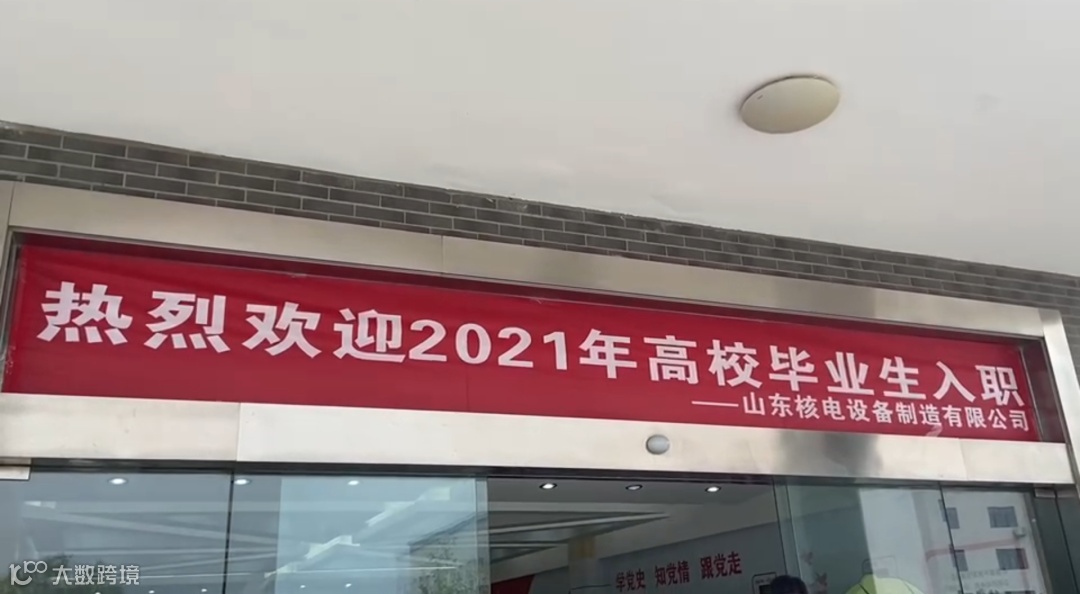 热烈欢迎2021年高校毕业生入职
——山东核电设备制造有限公司
学党史 知党情 跟党走
大数跨境